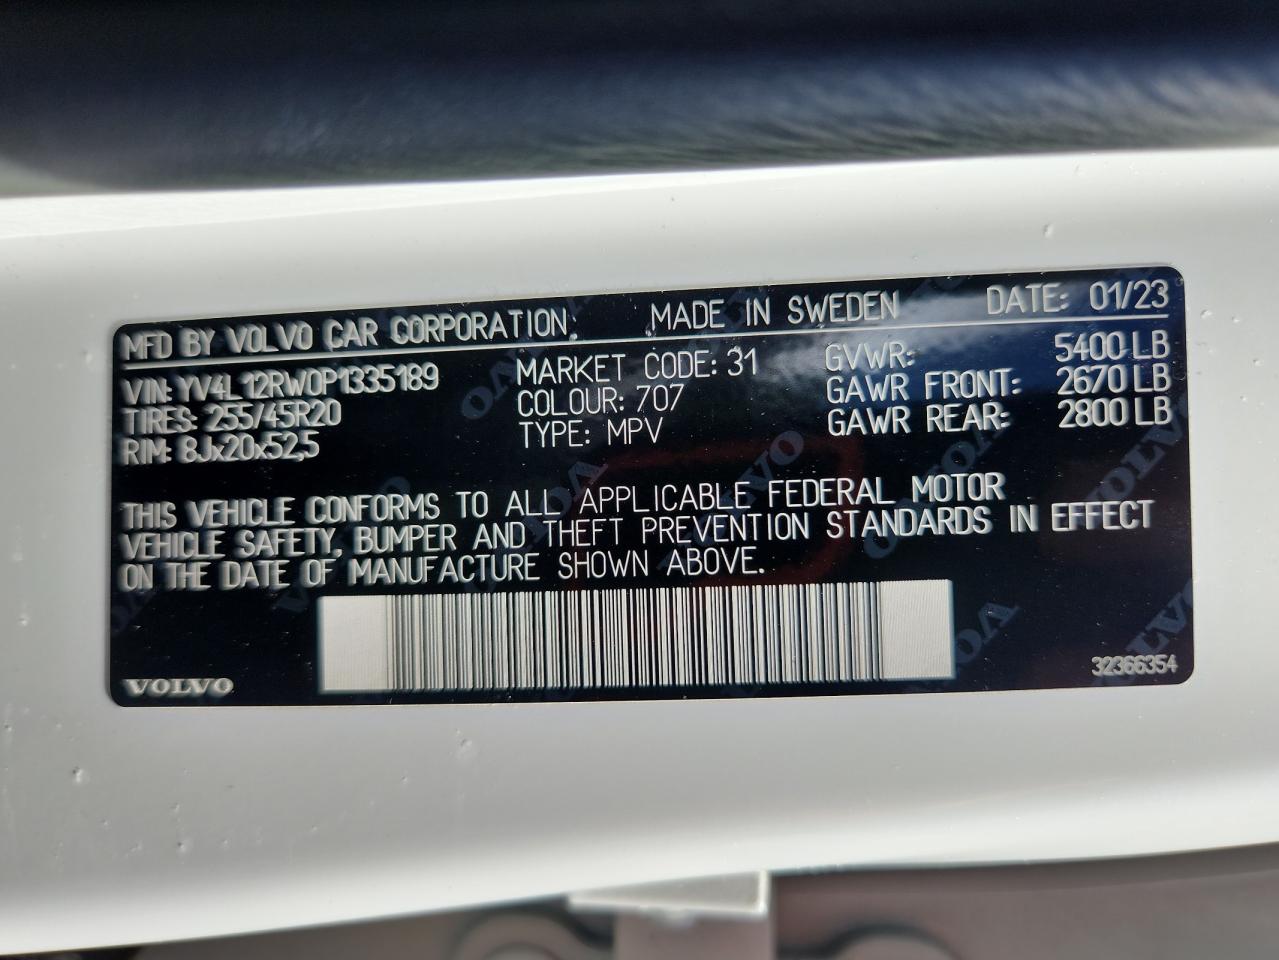 MFD BY VOLVO CAR CORPORATION. MADE IN SWEDEN DATE: 01/23
VIN: YV4L12RW0P1335189 MARKET CODE: 31 GVWR: 5400 LB
TIRES: 255/45R20 COLOUR: 707 GAWR FRONT: 2670 LB
RIM: 8Jx20x52,5 TYPE: MPV GAWR REAR: 2800 LB
THIS VEHICLE CONFORMS TO ALL APPLICABLE FEDERAL MOTOR
VEHICLE SAFETY, BUMPER AND THEFT PREVENTION STANDARDS IN EFFECT
ON THE DATE OF MANUFACTURE SHOWN ABOVE.
VOLVO 32366354